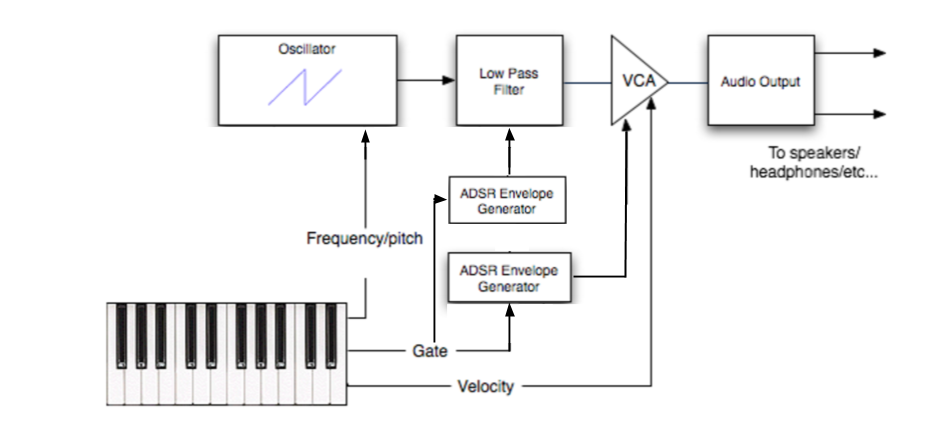 Oscillator
Low Pass
Filter
VCA
Audio Output
To speakers/
headphones/etc...
ADSR Envelope
Generator
Frequency/pitch
ADSR Envelope
Generator
Gate
Velocity